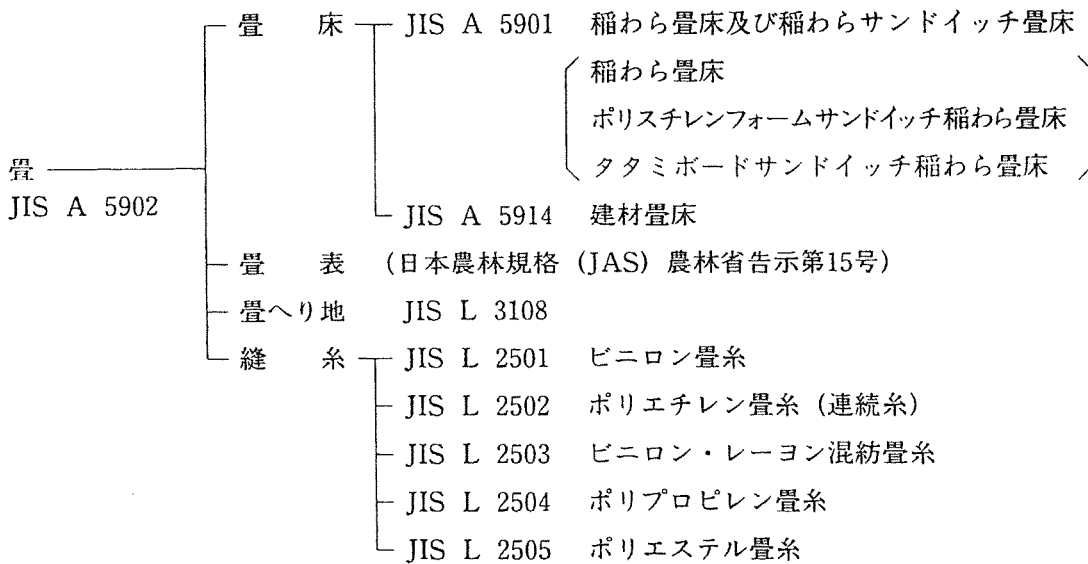 畳床 JIS A 5901 稲わら畳床及び稲わらサンドイッチ畳床
稲わら畳床
ポリスチレンフォームサンドイッチ稲わら畳床
タタミボードサンドイッチ稲わら畳床
畳
JIS A 5902
JIS A 5914 建材畳床
畳表 (日本農林規格 (JAS) 農林省告示第15号)
畳へり地 JIS L 3108
縫糸 JIS L 2501 ビニロン畳糸
JIS L 2502 ポリエチレン畳糸 (連続糸)
JIS L 2503 ビニロン・レーヨン混紡畳糸
JIS L 2504 ポリプロピレン畳糸
JIS L 2505 ポリエステル畳糸